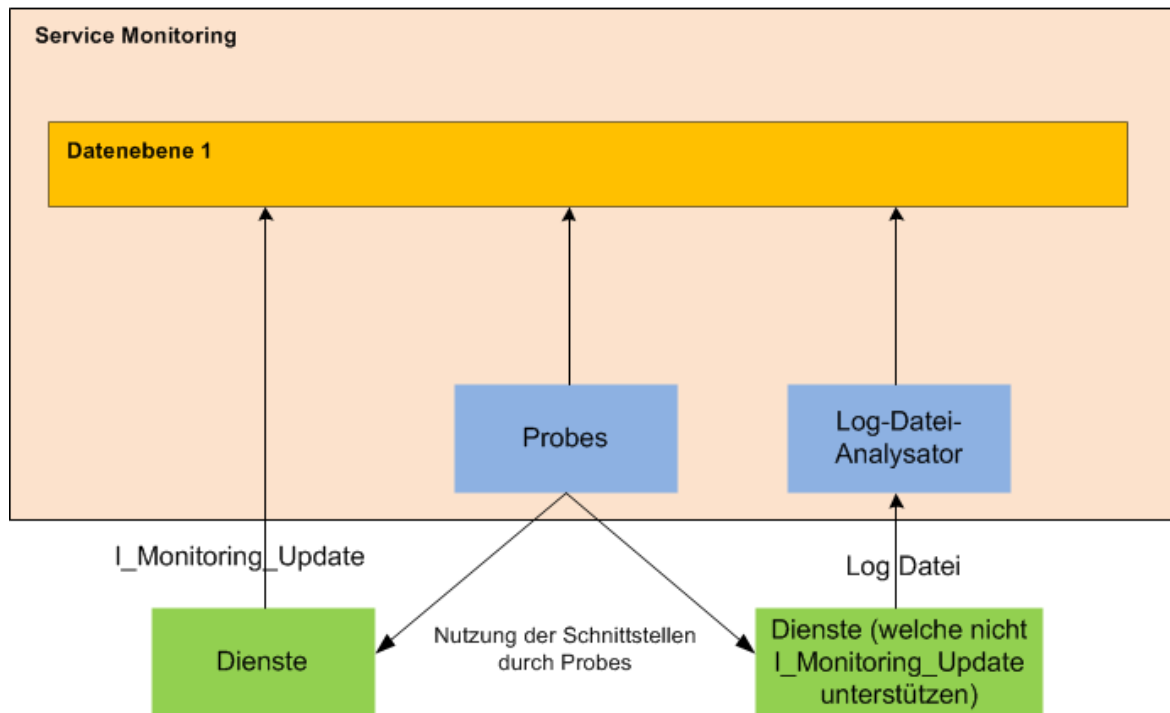 Service Monitoring
Datenebene 1
Probes
Log-Datei-
Analysator
I_Monitoring_Update
Log Datei
Dienste
Nutzung der Schnittstellen
durch Probes
Dienste (welche nicht
I_Monitoring_Update
unterstützen)